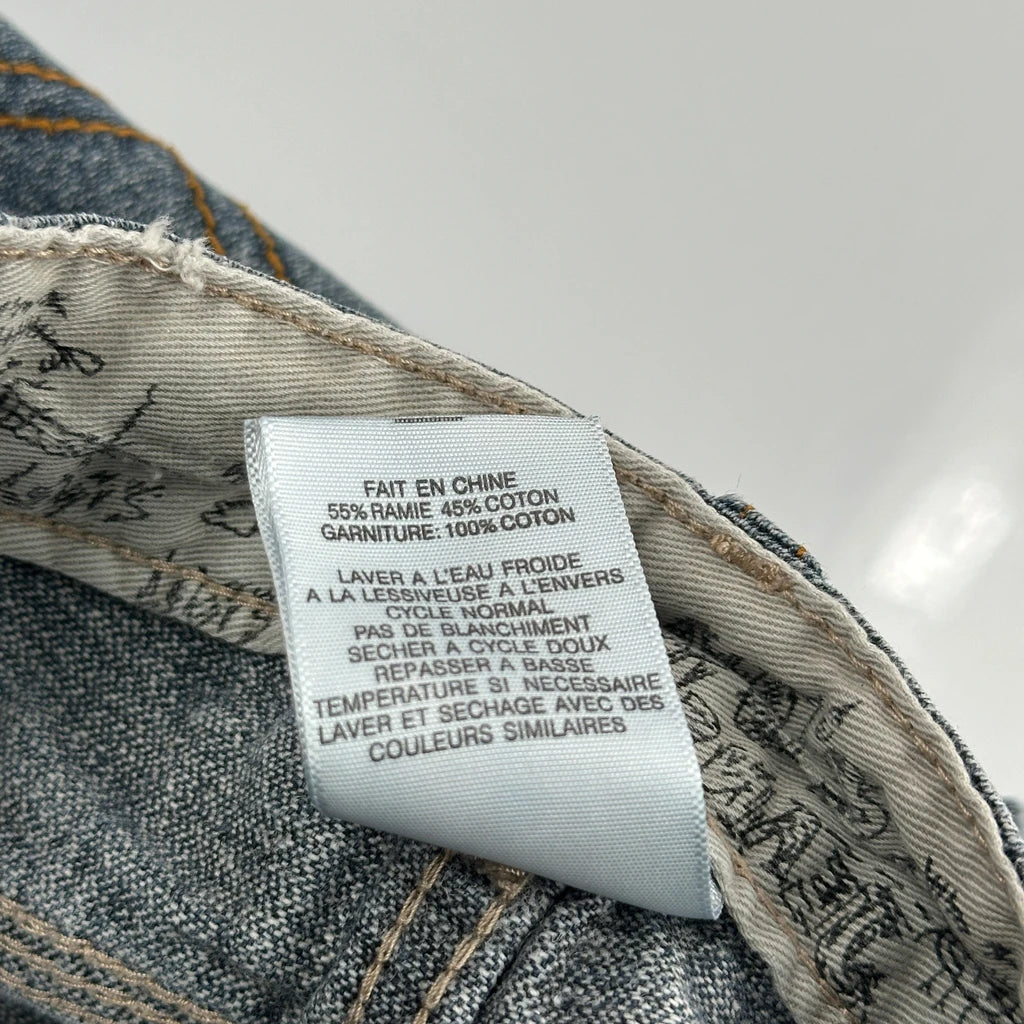 FAIT EN CHINE
55% RAMIE 45% COTON
GARNITURE: 100% COTON
LAVER A L'EAU FROIDE
A LA LESSIVEUSE A L'ENVERS
CYCLE NORMAL
PAS DE BLANCHIMENT
SECHER A CYCLE DOUX
REPASSER A BASSE
TEMPERATURE SI NECESSAIRE
LAVER ET SECHAGE AVEC DES
COULEURS SIMILAIRES